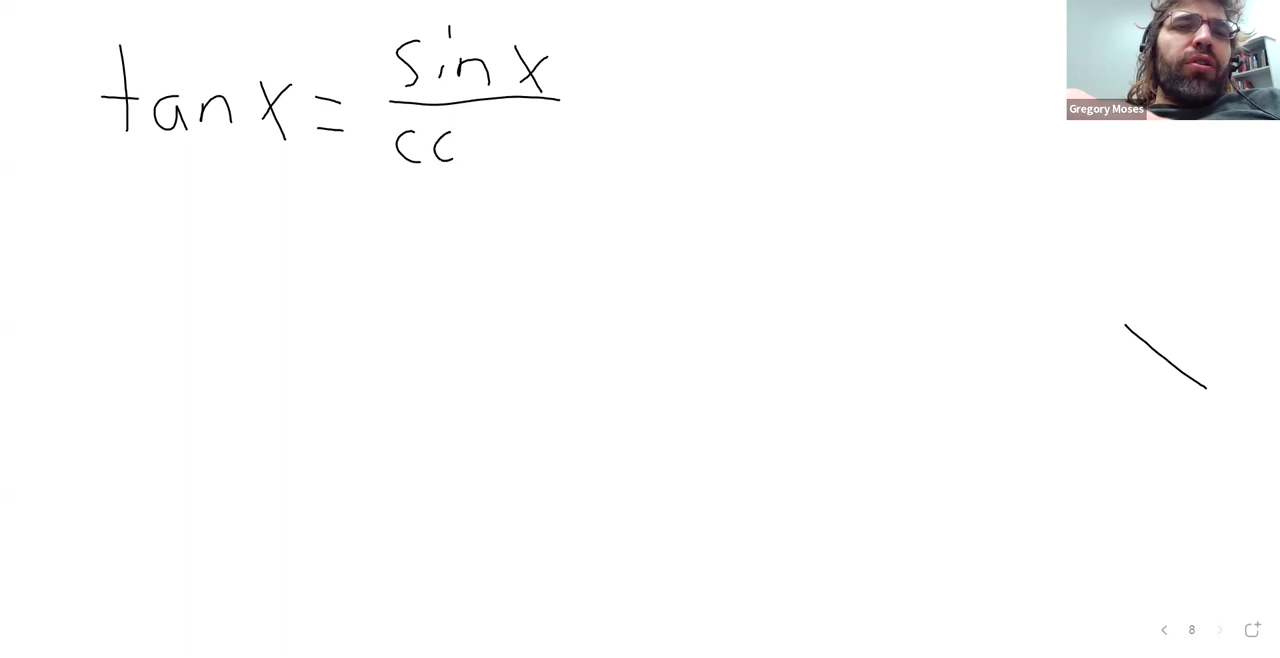 tan x = sin x
cc
Gregory Moses
8